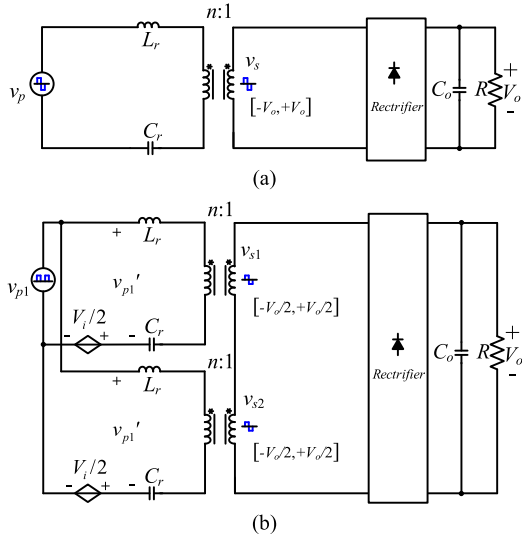 n:1
L_r
v_p
v_s
[-V_o,+V_o]
Rectrifier
C_o
R
+
V_o
-
C_r
(a)
n:1
+
L_r
v_p1
v_p1′
v_s1
[-V_o/2,+V_o/2]
V_i/2
-
+
-
C_r
n:1
+
L_r
v_p1′
v_s2
[-V_o/2,+V_o/2]
V_i/2
-
+
-
C_r
Rectrifier
C_o
R
+
V_o
-
(b)